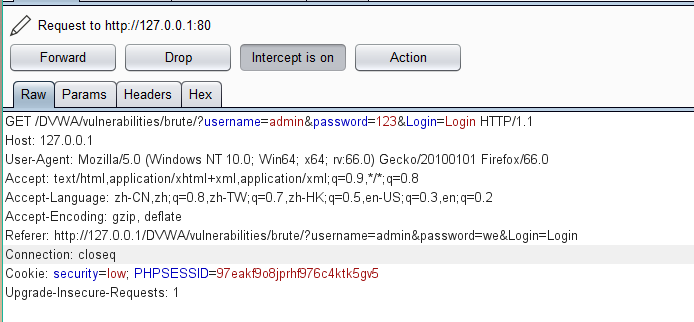 Request to http://127.0.0.1:80
Forward Drop Intercept is on Action
Raw Params Headers Hex
GET /DVWA/vulnerabilities/brute/?username=admin&password=123&Login=Login HTTP/1.1
Host: 127.0.0.1
User-Agent: Mozilla/5.0 (Windows NT 10.0; Win64; x64; rv:66.0) Gecko/20100101 Firefox/66.0
Accept: text/html,application/xhtml+xml,application/xml;q=0.9,*/*;q=0.8
Accept-Language: zh-CN,zh;q=0.8,zh-TW;q=0.7,zh-HK;q=0.5,en-US;q=0.3,en;q=0.2
Accept-Encoding: gzip, deflate
Referer: http://127.0.0.1/DVWA/vulnerabilities/brute/?username=admin&password=we&Login=Login
Connection: closeq
Cookie: security=low; PHPSESSID=97eakf9o8jprhf976c4ktk5gv5
Upgrade-Insecure-Requests: 1